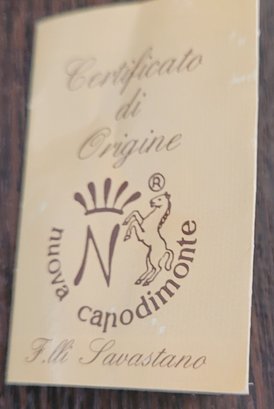 Certificato
di
Origine
N ®
nuova capodimonte
F.lli Savastano